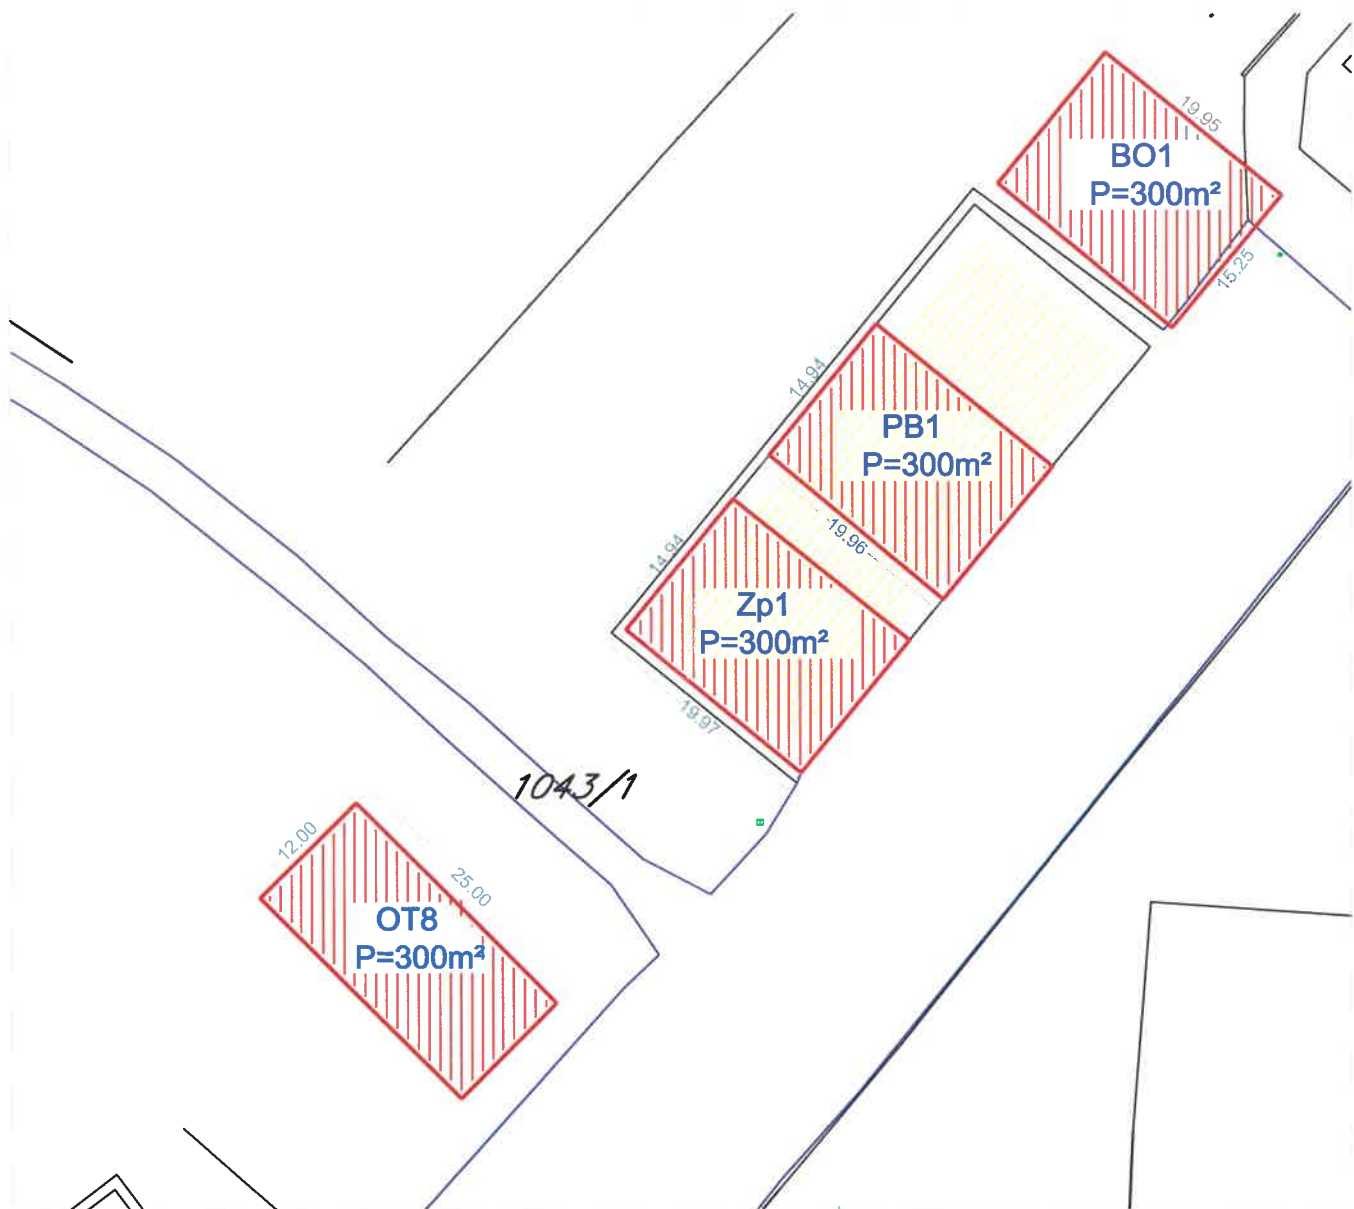 19.95
BO1
P=300m²
15.25
14.94
PB1
P=300m²
19.96
14.94
Zp1
P=300m²
19.97
1043/1
12.00
25.00
OT8
P=300m²